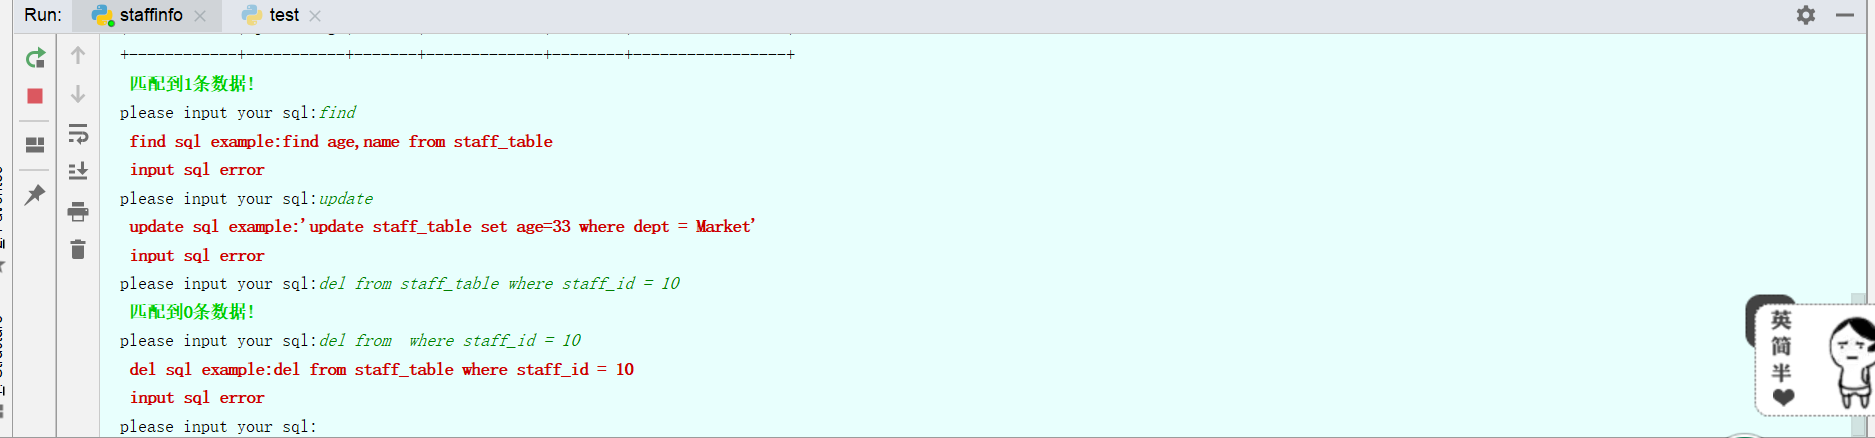 Run: staffinfo test
+------------+-----------+-------+-------------+--------+-----------------+
匹配到1条数据!
please input your sql:find
find sql example:find age,name from staff_table
input sql error
please input your sql:update
update sql example:'update staff_table set age=33 where dept = Market'
input sql error
please input your sql:del from staff_table where staff_id = 10
匹配到0条数据!
please input your sql:del from  where staff_id = 10
del sql example:del from staff_table where staff_id = 10
input sql error
please input your sql:
英
简
半